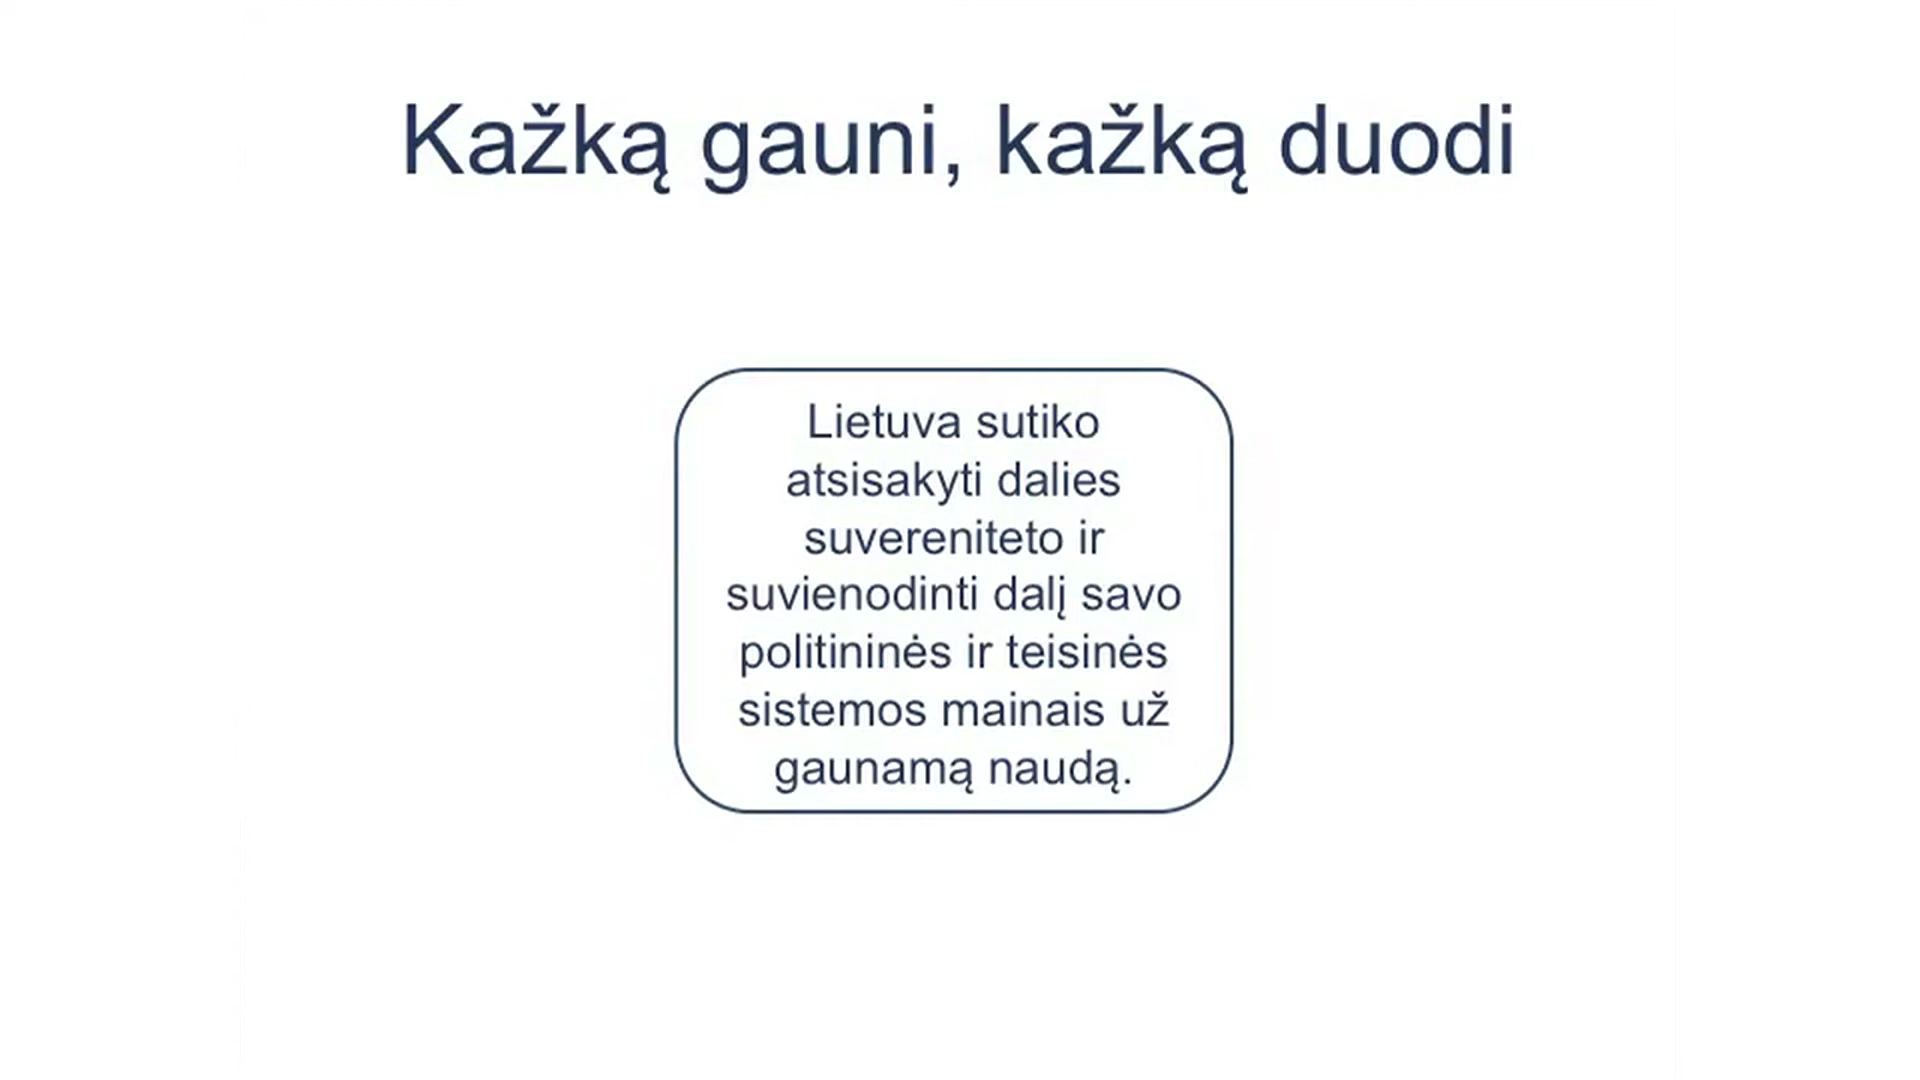 Kažką gauni, kažką duodi
Lietuva sutiko
atsisakyti dalies
suvereniteto ir
suvienodinti dalį savo
politininės ir teisinės
sistemos mainais už
gaunamą naudą.